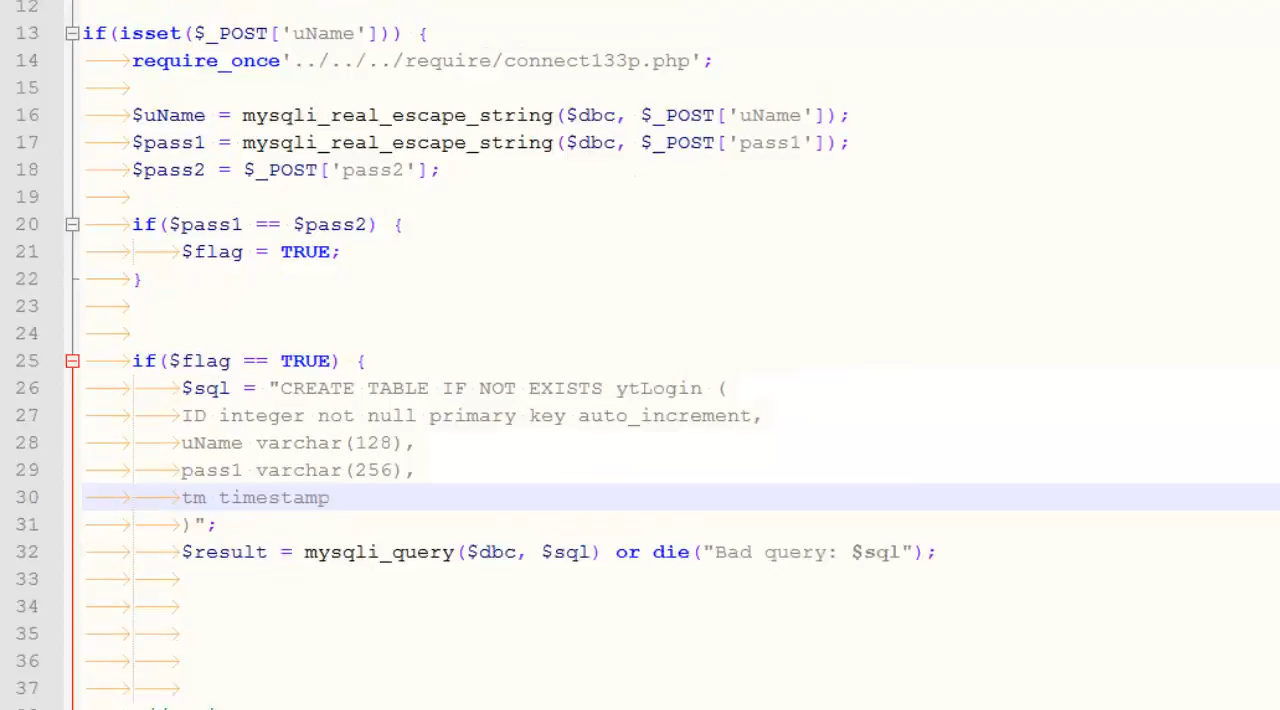 12
13 if(isset($_POST['uName'])) {
14 require_once'../../../require/connect133p.php';
15
16 $uName = mysqli_real_escape_string($dbc, $_POST['uName']);
17 $pass1 = mysqli_real_escape_string($dbc, $_POST['pass1']);
18 $pass2 = $_POST['pass2'];
19
20 if($pass1 == $pass2) {
21 $flag = TRUE;
22 }
23
24
25 if($flag == TRUE) {
26 $sql = "CREATE TABLE IF NOT EXISTS ytLogin (
27 ID integer not null primary key auto_increment,
28 uName varchar(128),
29 pass1 varchar(256),
30 tm timestamp
31 )";
32 $result = mysqli_query($dbc, $sql) or die("Bad query: $sql");
33
34
35
36
37